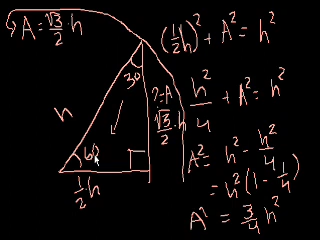 A = √3/2 · h
(1/2 h)² + A² = h²
30
? = A
√3/2 · h
h
h²/4 + A² = h²
60
A² = h² - h²/4
= h² (1 - 1/4)
1/2 h
A² = 3/4 h²